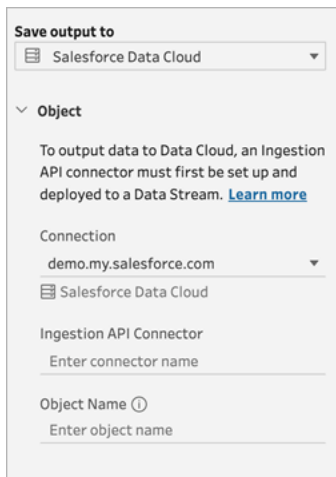 Save output to
Salesforce Data Cloud
Object
To output data to Data Cloud, an Ingestion
API connector must first be set up and
deployed to a Data Stream. Learn more
Connection
demo.my.salesforce.com
Salesforce Data Cloud
Ingestion API Connector
Enter connector name
Object Name
Enter object name